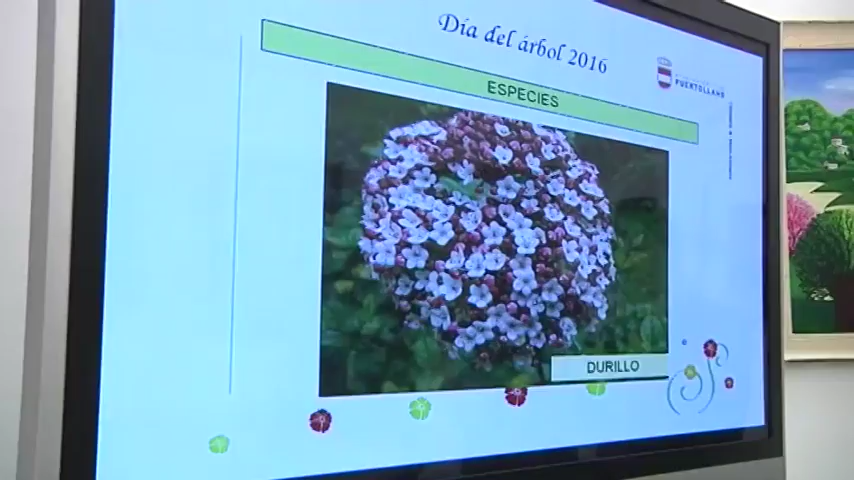 Día del árbol 2016
ESPECIES
PUERTOLLANO
DURILLO